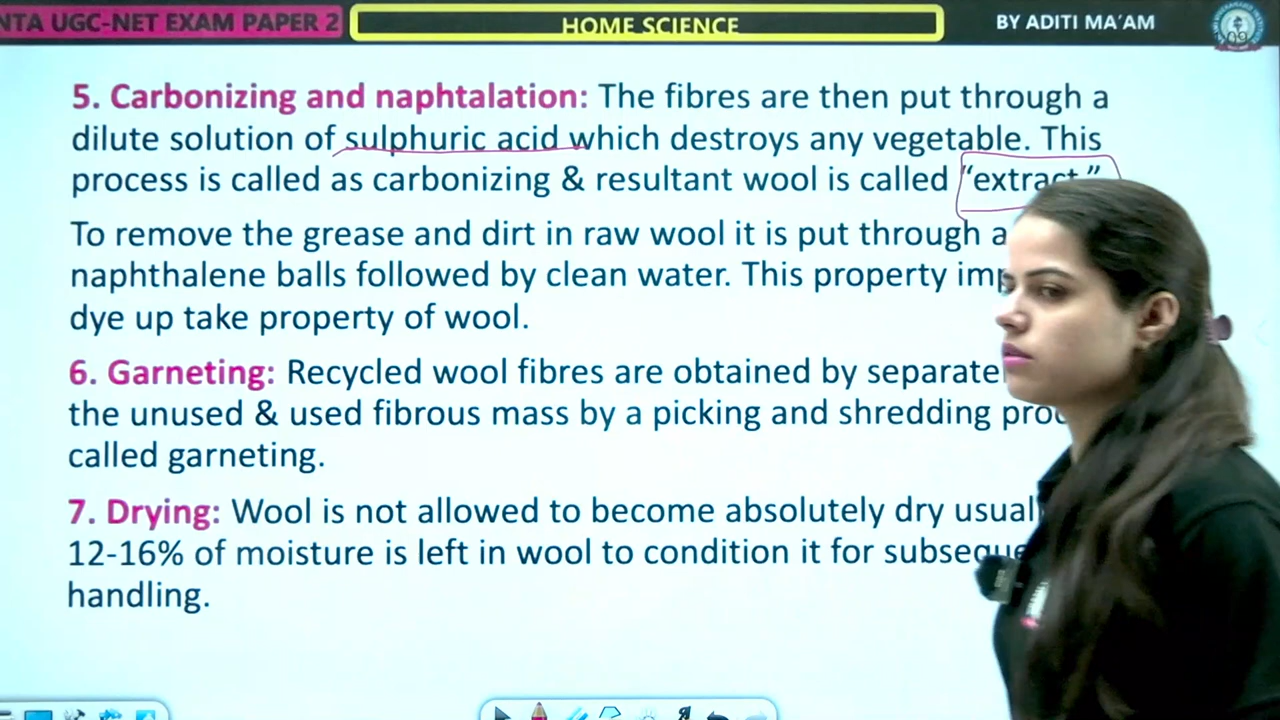 NTA UGC-NET EXAM PAPER 2
HOME SCIENCE
BY ADITI MA'AM
5. Carbonizing and naphtalation: The fibres are then put through a
dilute solution of sulphuric acid which destroys any vegetable. This
process is called as carbonizing & resultant wool is called “extract.”
To remove the grease and dirt in raw wool it is put through a
naphthalene balls followed by clean water. This property
dye up take property of wool.
6. Garneting: Recycled wool fibres are obtained by
the unused & used fibrous mass by a picking and shredding
called garneting.
7. Drying: Wool is not allowed to become absolutely dry
12-16% of moisture is left in wool to condition it for
handling.